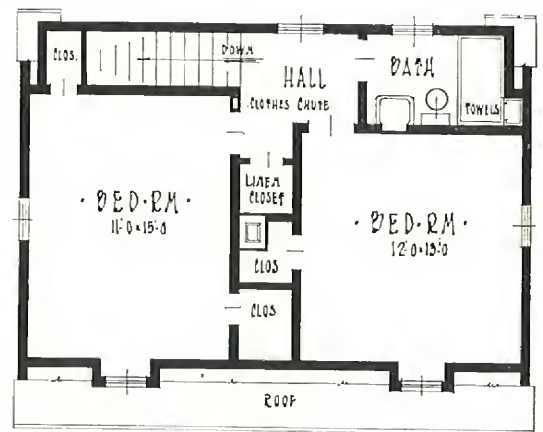 CLOS.
DOWN
HALL
CLOTHES CHUTE
BATH
TOWELS
LINEN
CLOSET
· BED·RM ·
11'-0 x 15'-0
· BED·RM ·
12'-0 x 13'-0
CLOS
CLOS
ROOF